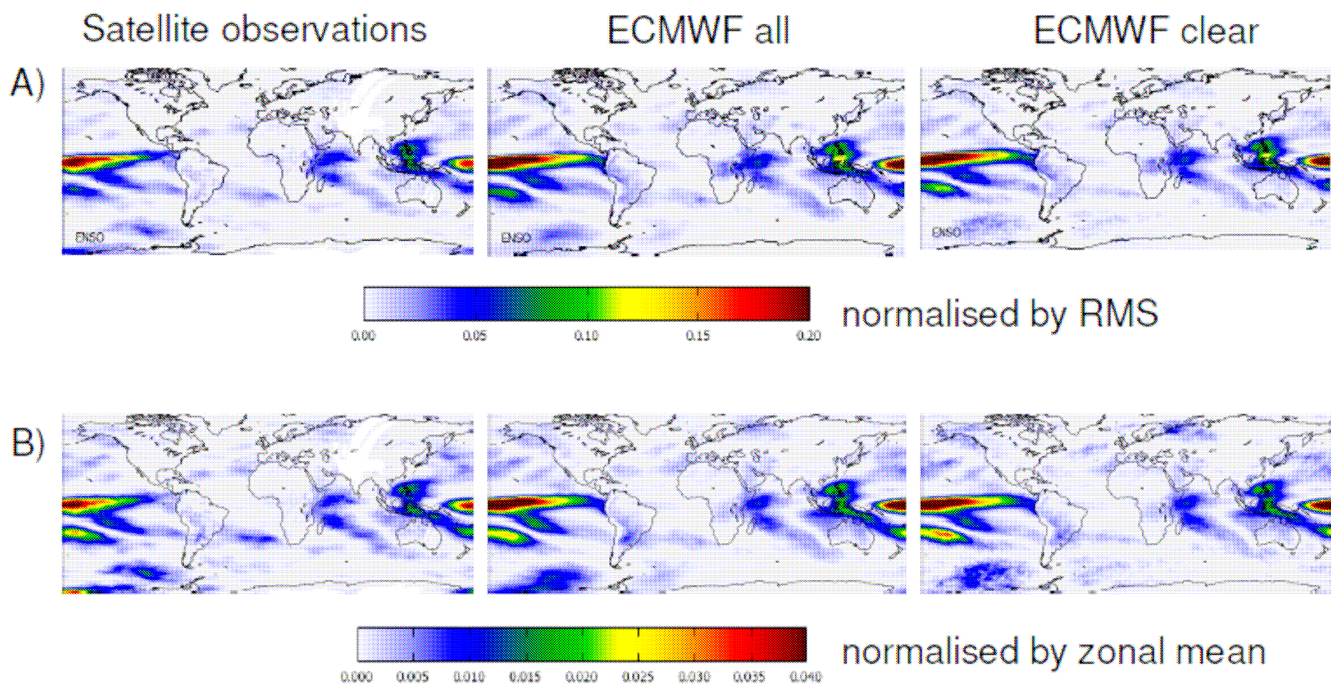 Satellite observations ECMWF all ECMWF clear
A)
ENSO ENSO ENSO
normalised by RMS
0.00 0.05 0.10 0.15 0.20
B)
normalised by zonal mean
0.000 0.005 0.010 0.015 0.020 0.025 0.030 0.035 0.040